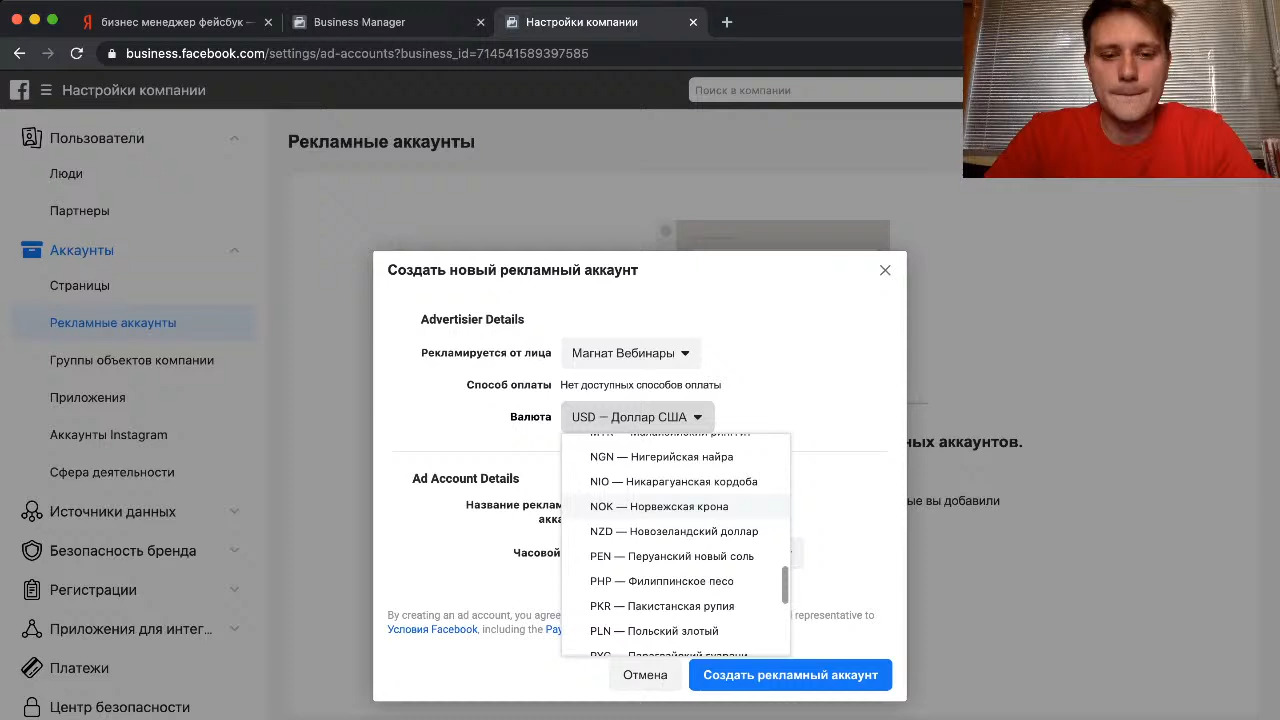 бизнес менеджер фейсбук —
Business Manager
Настройки компании
business.facebook.com/settings/ad-accounts?business_id=714541589397585
Настройки компании
Поиск в компании
Пользователи
Люди
Партнеры
Аккаунты
Страницы
Рекламные аккаунты
Группы объектов компании
Приложения
Аккаунты Instagram
Сфера деятельности
Источники данных
Безопасность бренда
Регистрации
Приложения для интег...
Платежи
Центр безопасности
Рекламные аккаунты
ных аккаунтов.
ые вы добавили
Создать новый рекламный аккаунт
Advertisier Details
Рекламируется от лица
Магнат Вебинары
Способ оплаты
Нет доступных способов оплаты
Валюта
USD — Доллар США
NGN — Нигерийская найра
NIO — Никарагуанская кордоба
NOK — Норвежская крона
NZD — Новозеландский доллар
PEN — Перуанский новый соль
PHP — Филиппинское песо
PKR — Пакистанская рупия
PLN — Польский злотый
Ad Account Details
Название реклам
акка
Часовой
By creating an ad account, you agree
representative to
Условия Facebook, including the Pay
Отмена
Создать рекламный аккаунт